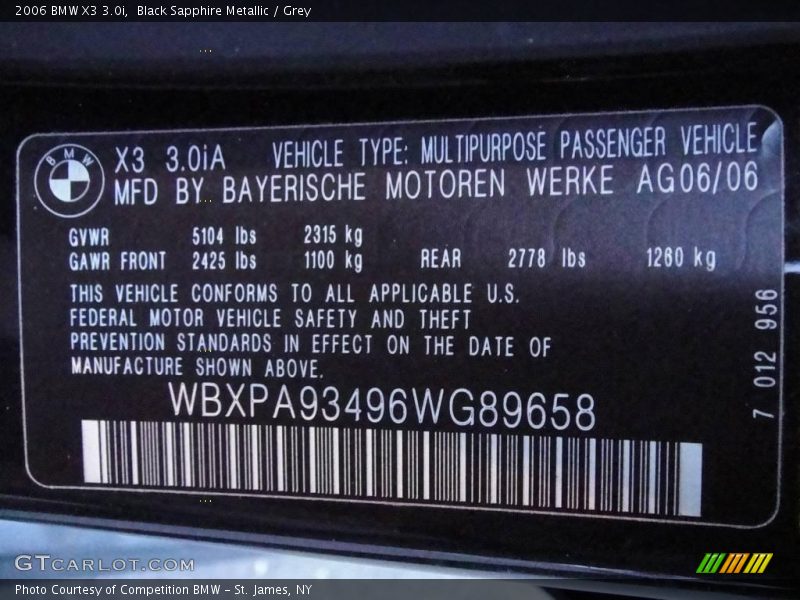 2006 BMW X3 3.0i, Black Sapphire Metallic / Grey
BMW
X3 3.0iA VEHICLE TYPE: MULTIPURPOSE PASSENGER VEHICLE
MFD BY BAYERISCHE MOTOREN WERKE AG06/06
GVWR 5104 lbs 2315 kg
GAWR FRONT 2425 lbs 1100 kg REAR 2778 lbs 1260 kg
THIS VEHICLE CONFORMS TO ALL APPLICABLE U.S.
FEDERAL MOTOR VEHICLE SAFETY AND THEFT
PREVENTION STANDARDS IN EFFECT ON THE DATE OF
MANUFACTURE SHOWN ABOVE.
WBXPA93496WG89658
7 012 956
GTCARLOT.COM
Photo Courtesy of Competition BMW – St. James, NY